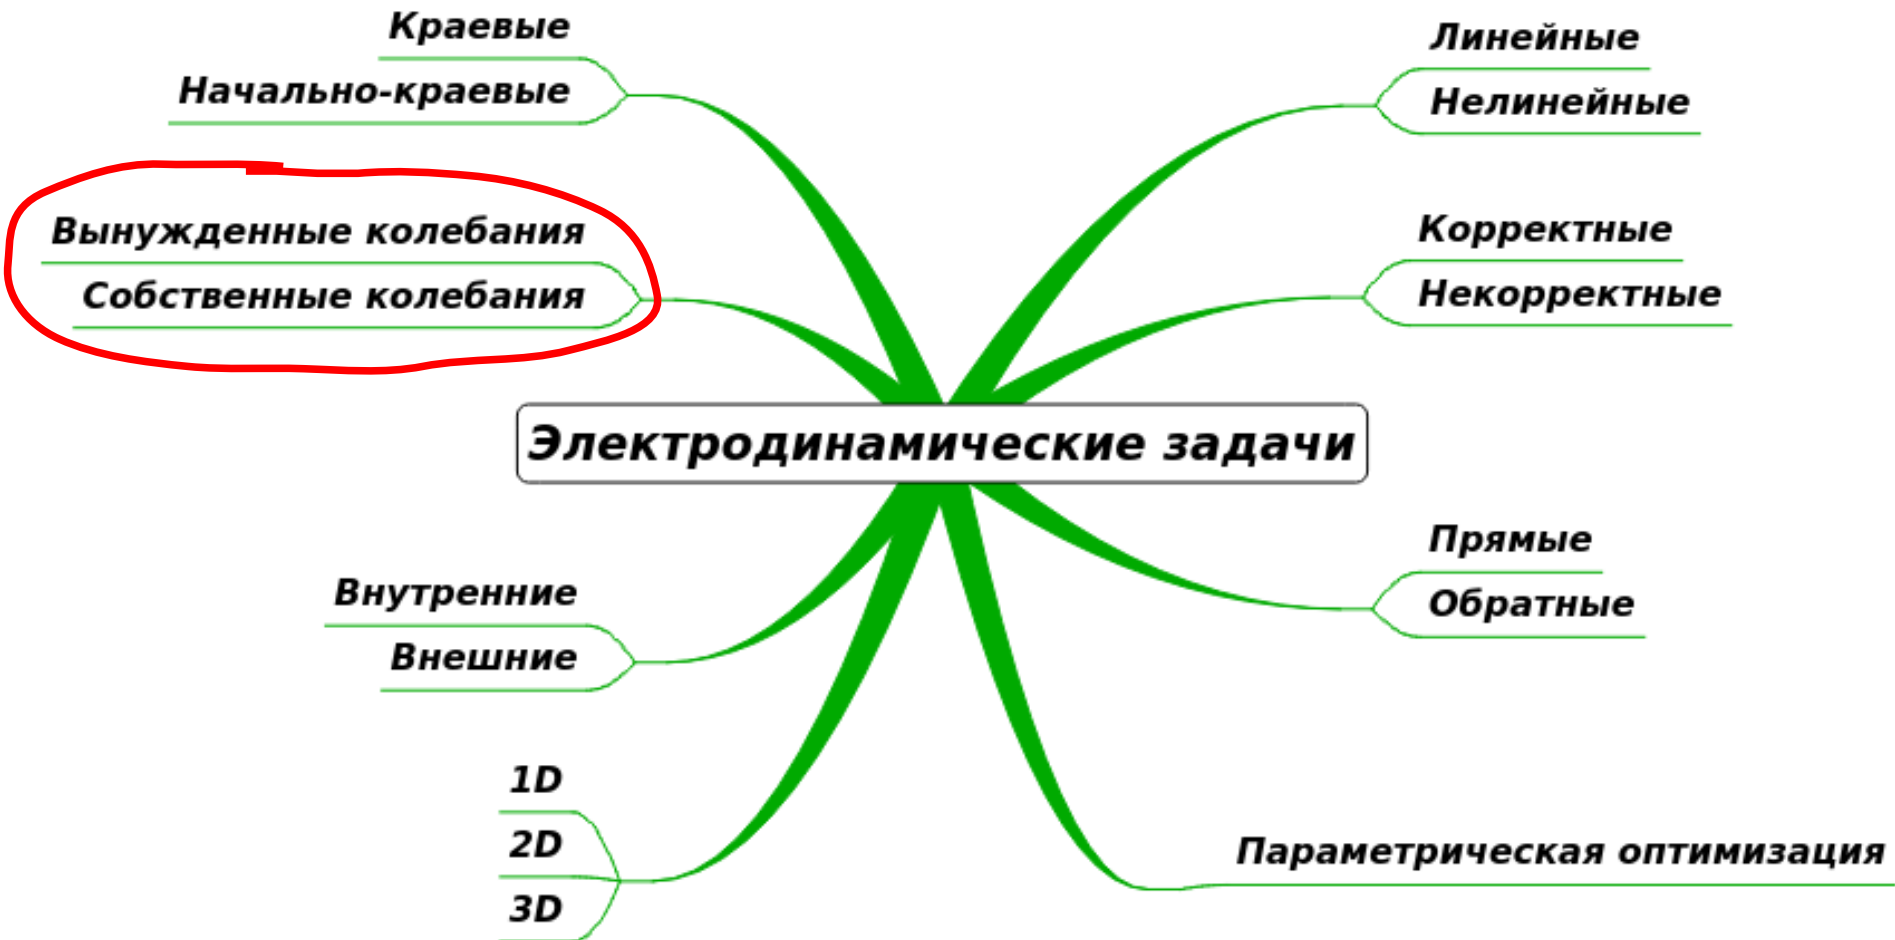 Краевые
Начально-краевые
Вынужденные колебания
Собственные колебания
Линейные
Нелинейные
Корректные
Некорректные
Электродинамические задачи
Внутренние
Внешние
1D
2D
3D
Прямые
Обратные
Параметрическая оптимизация